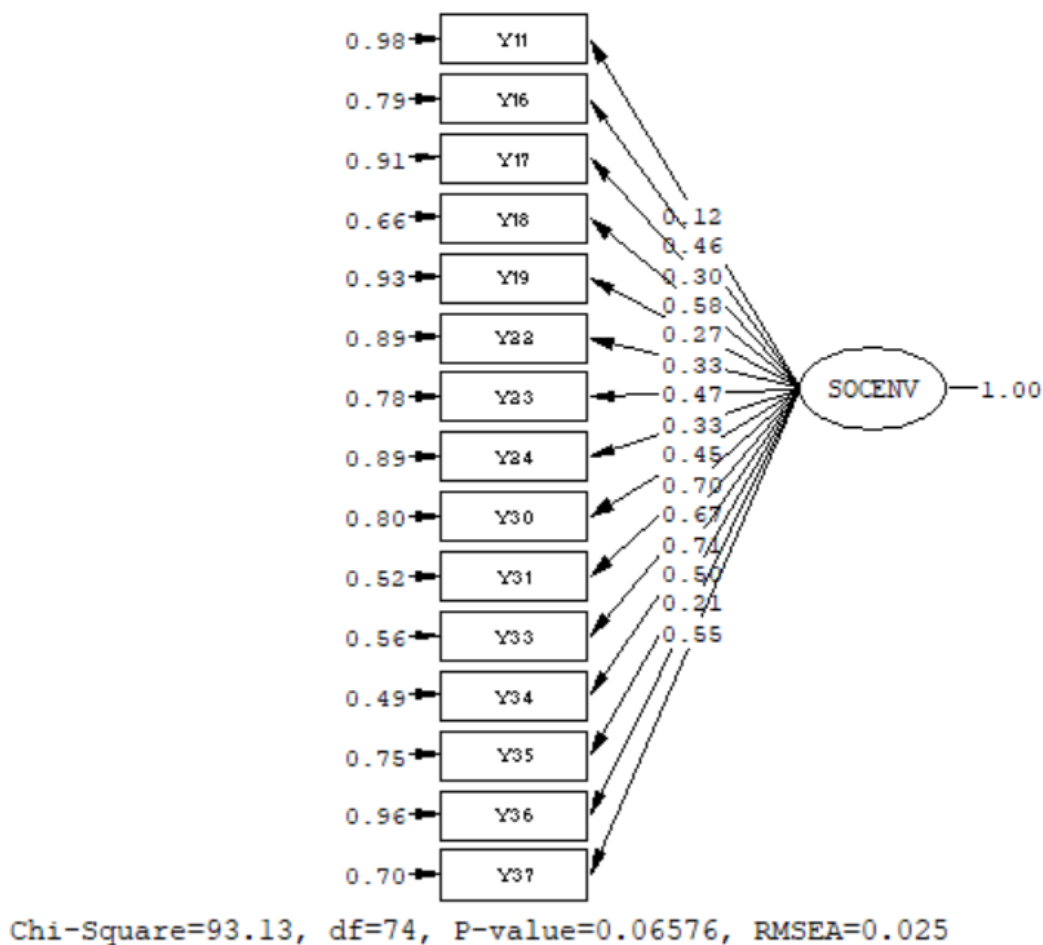 0.98 Y11
0.79 Y16
0.91 Y17
0.66 Y18 0.12
0.46
0.93 Y19 0.30
0.58
0.89 Y22 0.27
0.33
0.78 Y23 0.47 SOCENV 1.00
0.33
0.89 Y24 0.45
0.70
0.80 Y30 0.67
0.71
0.52 Y31 0.50
0.21
0.56 Y33 0.55
0.49 Y34
0.75 Y35
0.96 Y36
0.70 Y37
Chi-Square=93.13, df=74, P-value=0.06576, RMSEA=0.025